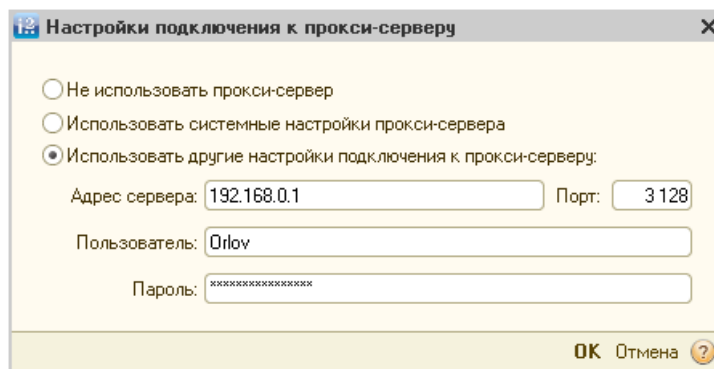 Настройки подключения к прокси-серверу
Не использовать прокси-сервер
Использовать системные настройки прокси-сервера
Использовать другие настройки подключения к прокси-серверу:
Адрес сервера: 192.168.0.1 Порт: 3 128
Пользователь: Orlov
Пароль: ****************
OK Отмена ?